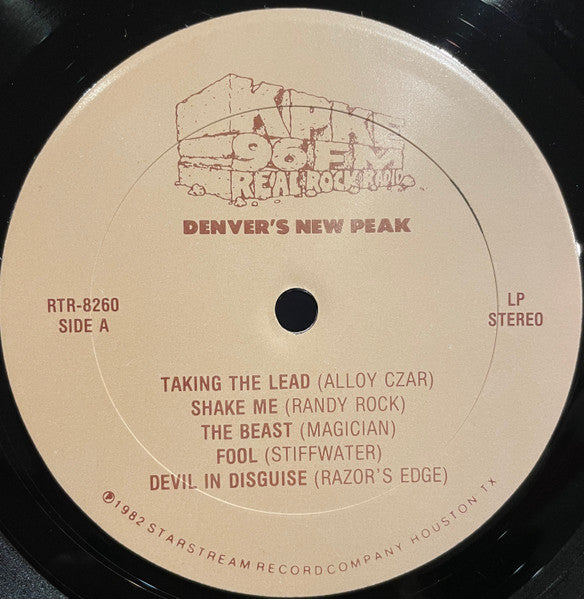 KPKE
96 FM
REAL ROCK RADIO
DENVER'S NEW PEAK
RTR-8260
SIDE A
LP
STEREO
TAKING THE LEAD (ALLOY CZAR)
SHAKE ME (RANDY ROCK)
THE BEAST (MAGICIAN)
FOOL (STIFFWATER)
DEVIL IN DISGUISE (RAZOR'S EDGE)
℗1982 STARSTREAM RECORD COMPANY HOUSTON TX